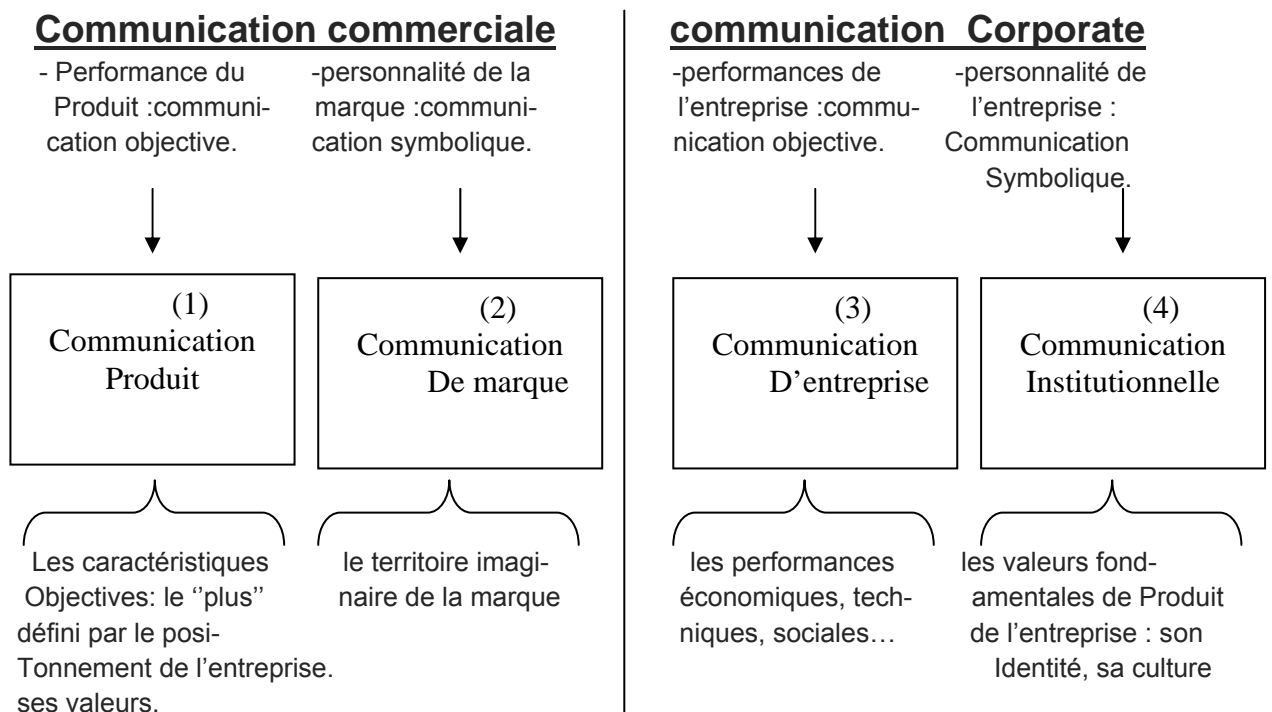 Communication commerciale
- Performance du
Produit :communi-
cation objective.
-personnalité de la
marque :communi-
cation symbolique.
(1)
Communication
Produit
(2)
Communication
De marque
Les caractéristiques
Objectives: le ‘’plus’’
défini par le posi-
Tonnement de l’entreprise.
ses valeurs.
le territoire imagi-
naire de la marque
communication Corporate
-performances de
l’entreprise :commu-
nication objective.
-personnalité de
l’entreprise :
Communication
Symbolique.
(3)
Communication
D’entreprise
(4)
Communication
Institutionnelle
les performances
économiques, tech-
niques, sociales…
les valeurs fond-
amentales de Produit
de l’entreprise : son
Identité, sa culture